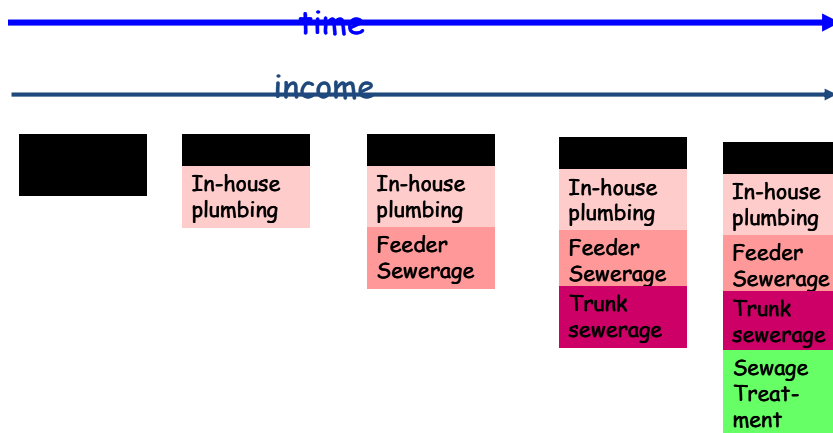 time
income
In-house
plumbing
In-house
plumbing
Feeder
Sewerage
In-house
plumbing
Feeder
Sewerage
Trunk
sewerage
In-house
plumbing
Feeder
Sewerage
Trunk
sewerage
Sewage
Treat-
ment